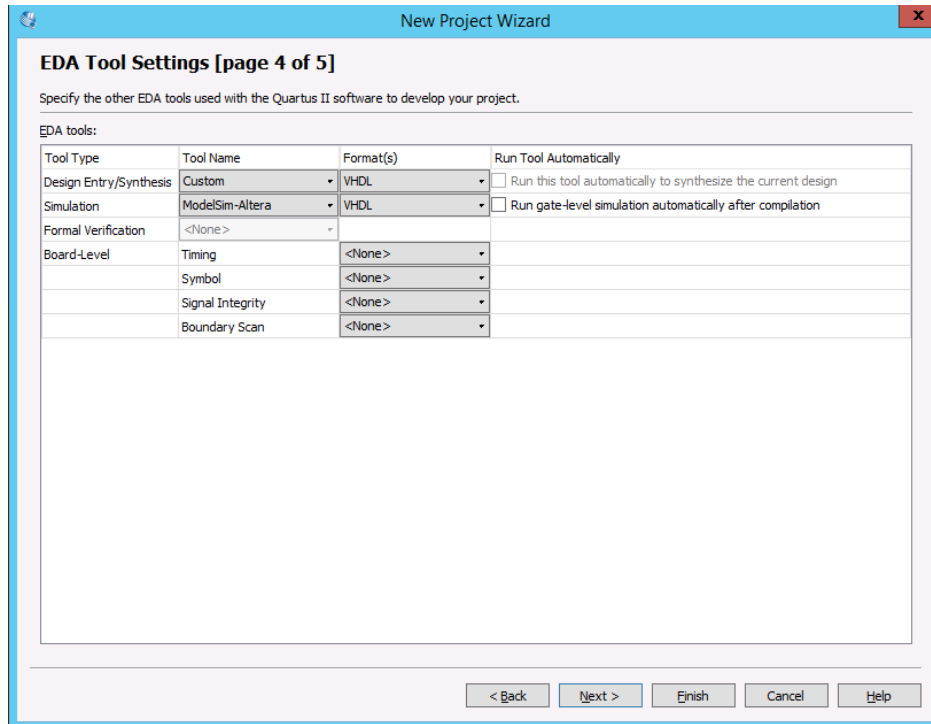 New Project Wizard
x
EDA Tool Settings [page 4 of 5]
Specify the other EDA tools used with the Quartus II software to develop your project.
EDA tools:
Tool Type Tool Name Format(s) Run Tool Automatically
Design Entry/Synthesis Custom VHDL Run this tool automatically to synthesize the current design
Simulation ModelSim-Altera VHDL Run gate-level simulation automatically after compilation
Formal Verification <None>
Board-Level Timing <None>
Symbol <None>
Signal Integrity <None>
Boundary Scan <None>
< Back Next > Finish Cancel Help